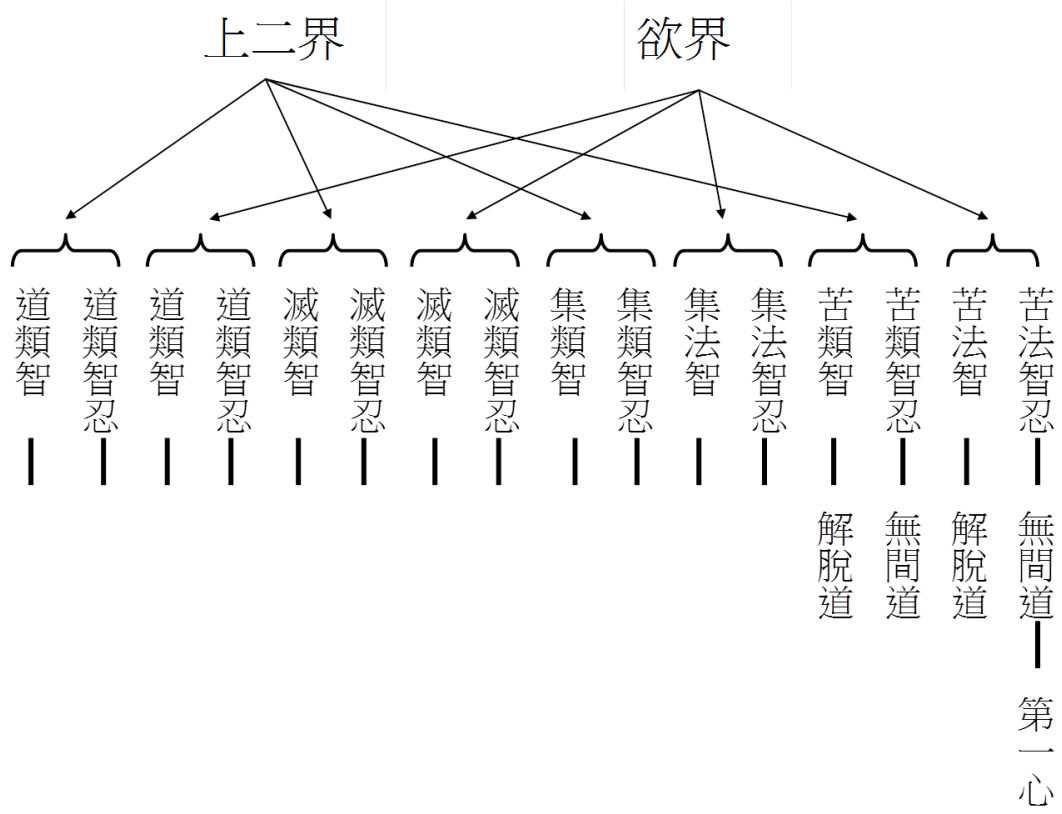 上二界
欲界
苦法智忍
苦法智
苦類智忍
苦類智
集法智忍
集法智
集類智忍
集類智
滅類智忍
滅類智
滅類智忍
滅類智
道類智忍
道類智
道類智忍
道類智
無間道
解脫道
無間道
解脫道
第一心